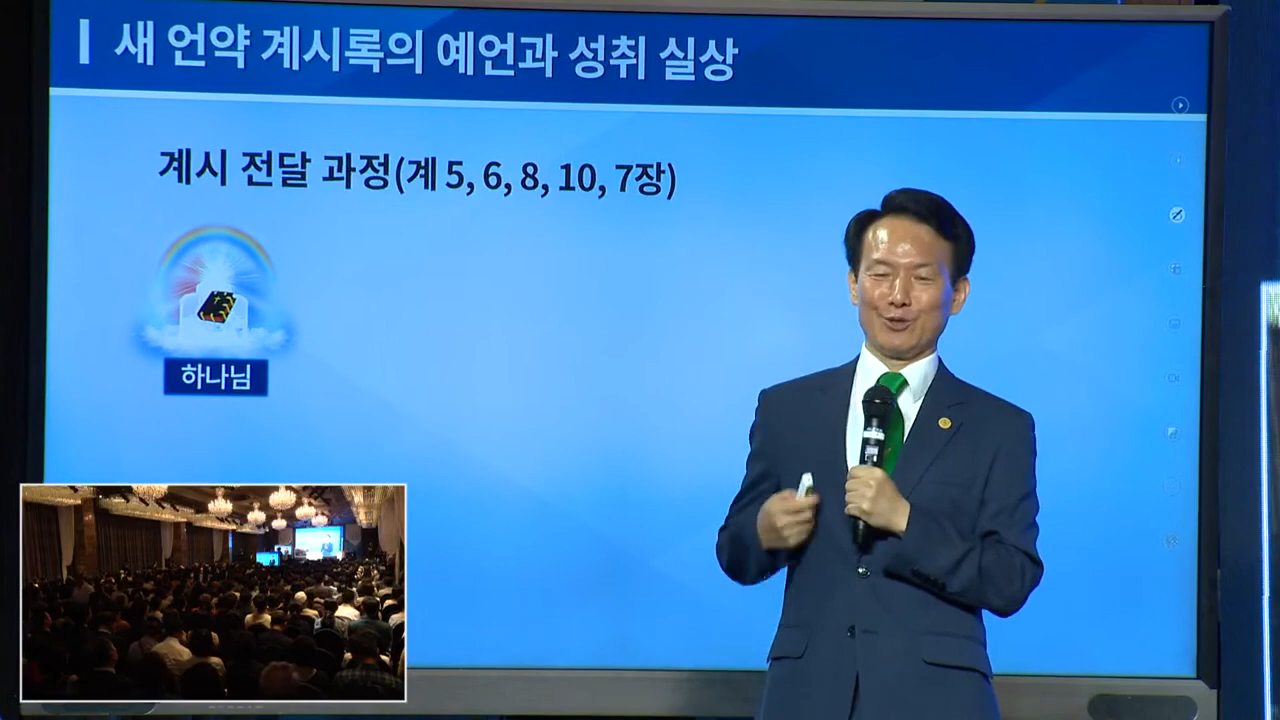 새 언약 계시록의 예언과 성취 실상
계시 전달 과정(계 5, 6, 8, 10, 7장)
하나님